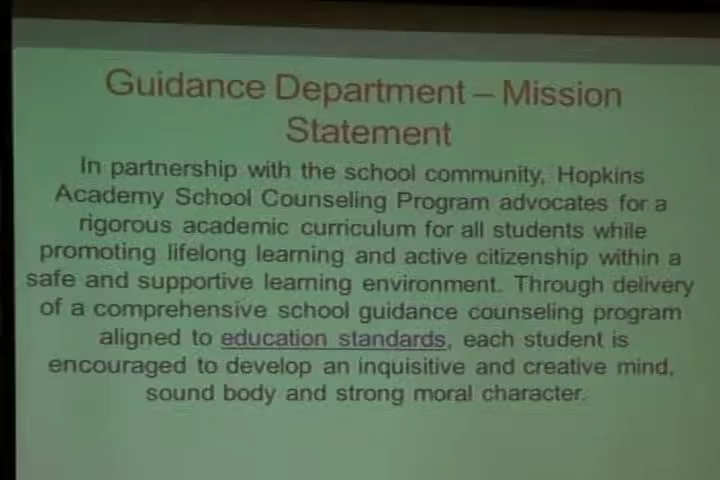 Guidance Department – Mission
Statement
In partnership with the school community, Hopkins
Academy School Counseling Program advocates for a
rigorous academic curriculum for all students while
promoting lifelong learning and active citizenship within a
safe and supportive learning environment. Through delivery
of a comprehensive school guidance counseling program
aligned to education standards, each student is
encouraged to develop an inquisitive and creative mind,
sound body and strong moral character.